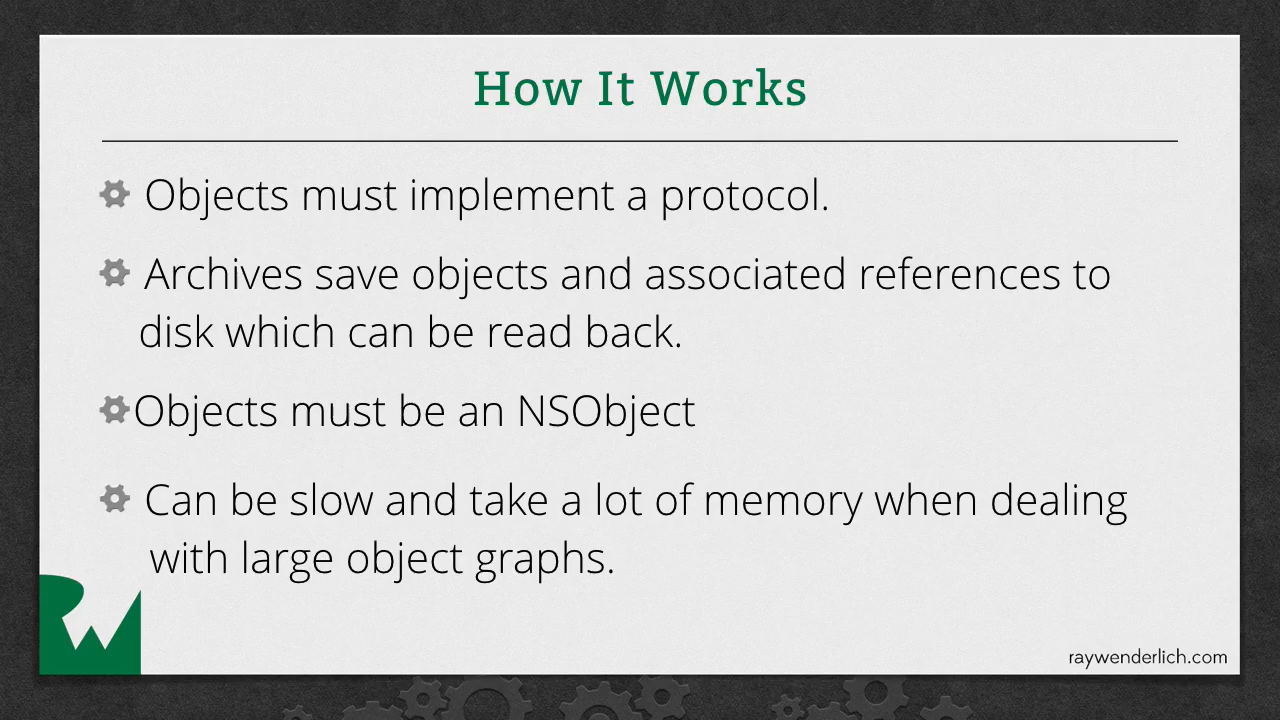 How It Works
Objects must implement a protocol.
Archives save objects and associated references to
disk which can be read back.
Objects must be an NSObject
Can be slow and take a lot of memory when dealing
with large object graphs.
RW
raywenderlich.com